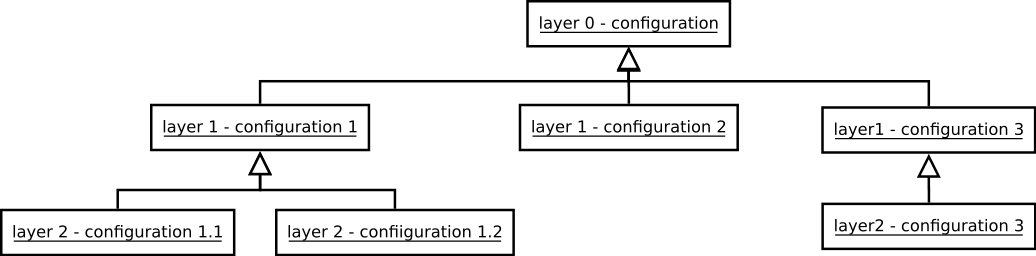 layer 0 - configuration
layer 1 - configuration 1
layer 1 - configuration 2
layer1 - configuration 3
layer 2 - confiiguration 1.1
layer 2 - confiiguration 1.2
layer2 - configuration 3